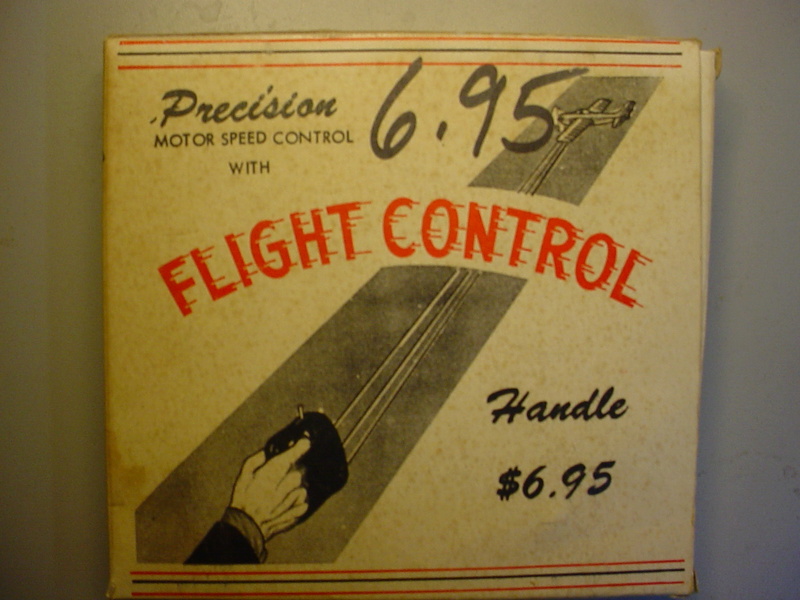 Precision
6.95
MOTOR SPEED CONTROL
WITH
FLIGHT CONTROL
Handle
$6.95